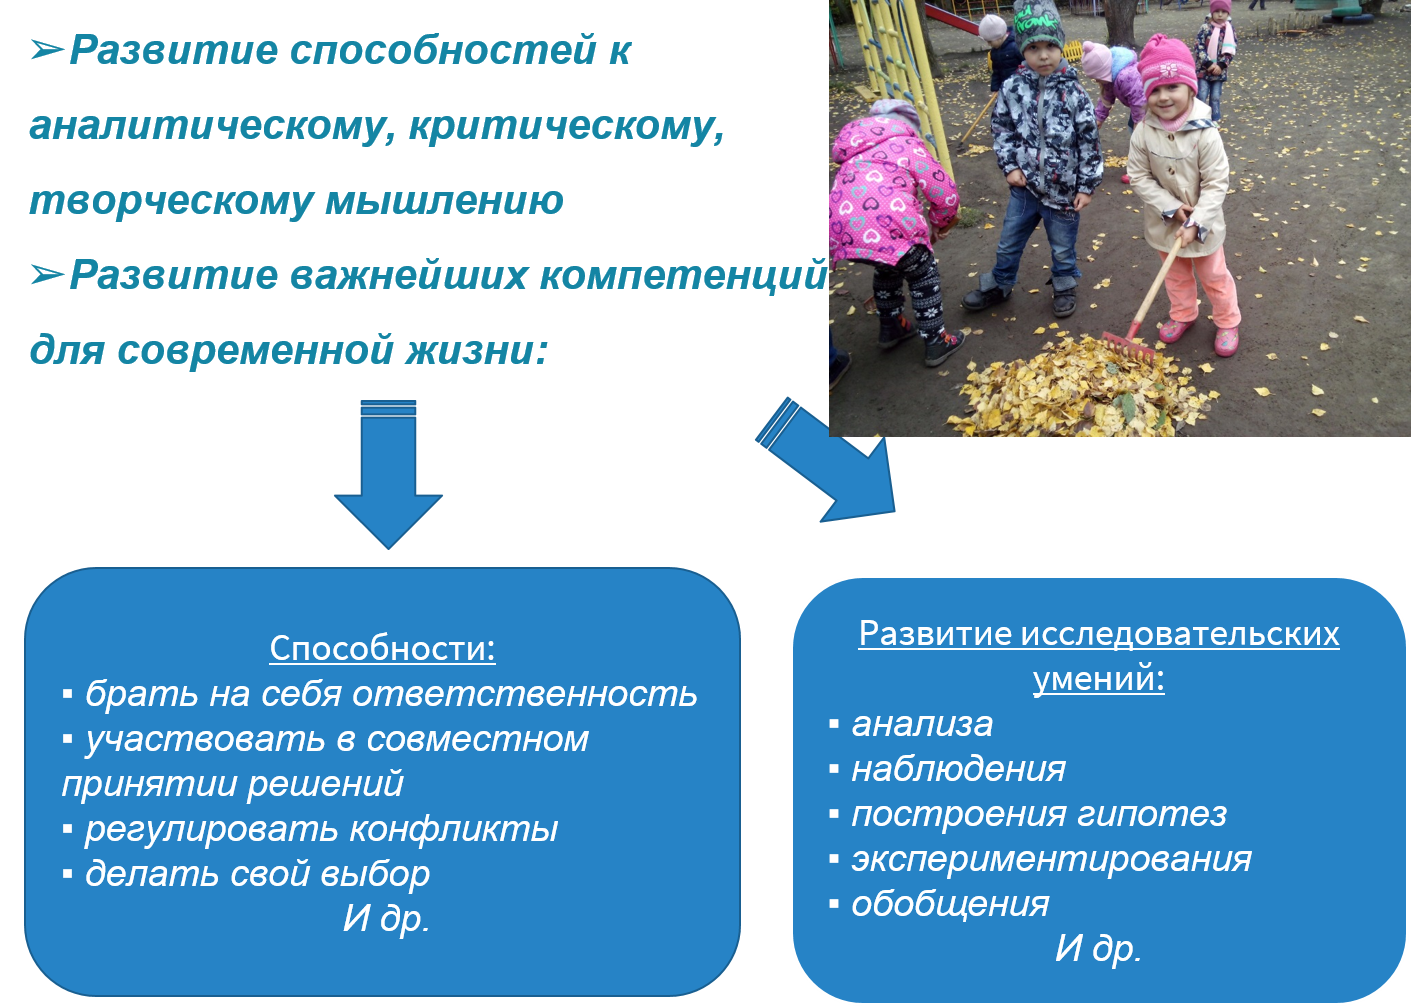 ➢Развитие способностей к
аналитическому, критическому,
творческому мышлению
➢Развитие важнейших компетенций
для современной жизни:
Способности:
▪ брать на себя ответственность
▪ участвовать в совместном
принятии решений
▪ регулировать конфликты
▪ делать свой выбор
И др.
Развитие исследовательских
умений:
▪ анализа
▪ наблюдения
▪ построения гипотез
▪ экспериментирования
▪ обобщения
И др.